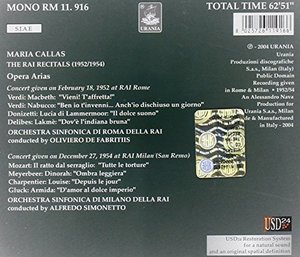 MONO RM 11. 916
TOTAL TIME 62'51"
SIAE
URANIA
MARIA CALLAS
THE RAI RECITALS (1952/1954)
Opera Arias
Concert given on February 18, 1952 at RAI Rome
Verdi: Macbeth: "Vieni! T'affretta!"
Verdi: Nabucco: "Ben io t'invenni... Anch'io dischiuso un giorno"
Donizetti: Lucia di Lammermoor: "Il dolce suono"
Delibes: Lakmé: "Dov'è l'indiana bruna"
ORCHESTRA SINFONICA DI ROMA DELLA RAI
conducted by OLIVIERO DE FABRITIIS
Concert given on December 27, 1954 at RAI Milan (San Remo)
Mozart: Il ratto dal serraglio: "Tutte le torture"
Meyerbeer: Dinorah: "Ombra leggiera"
Charpentier: Louise: "Depuis le jour"
Gluck: Armida: "D'amor al dolce imperio"
ORCHESTRA SINFONICA DI MILANO DELLA RAI
conducted by ALFREDO SIMONETTO
8 025726 119166
℗ - 2004 URANIA
Urania
Produzioni discografiche
S.a.s., Milan (Italy)
Public Domain
Recording given
in Rome & Milan • 1952/54
An Alessandro Nava
Production for Urania
S.a.s., Milan
Made & Manufactured
in Italy - 2004
USD 24
USD24 Restoration System
for a natural sound
and an original spatial definition